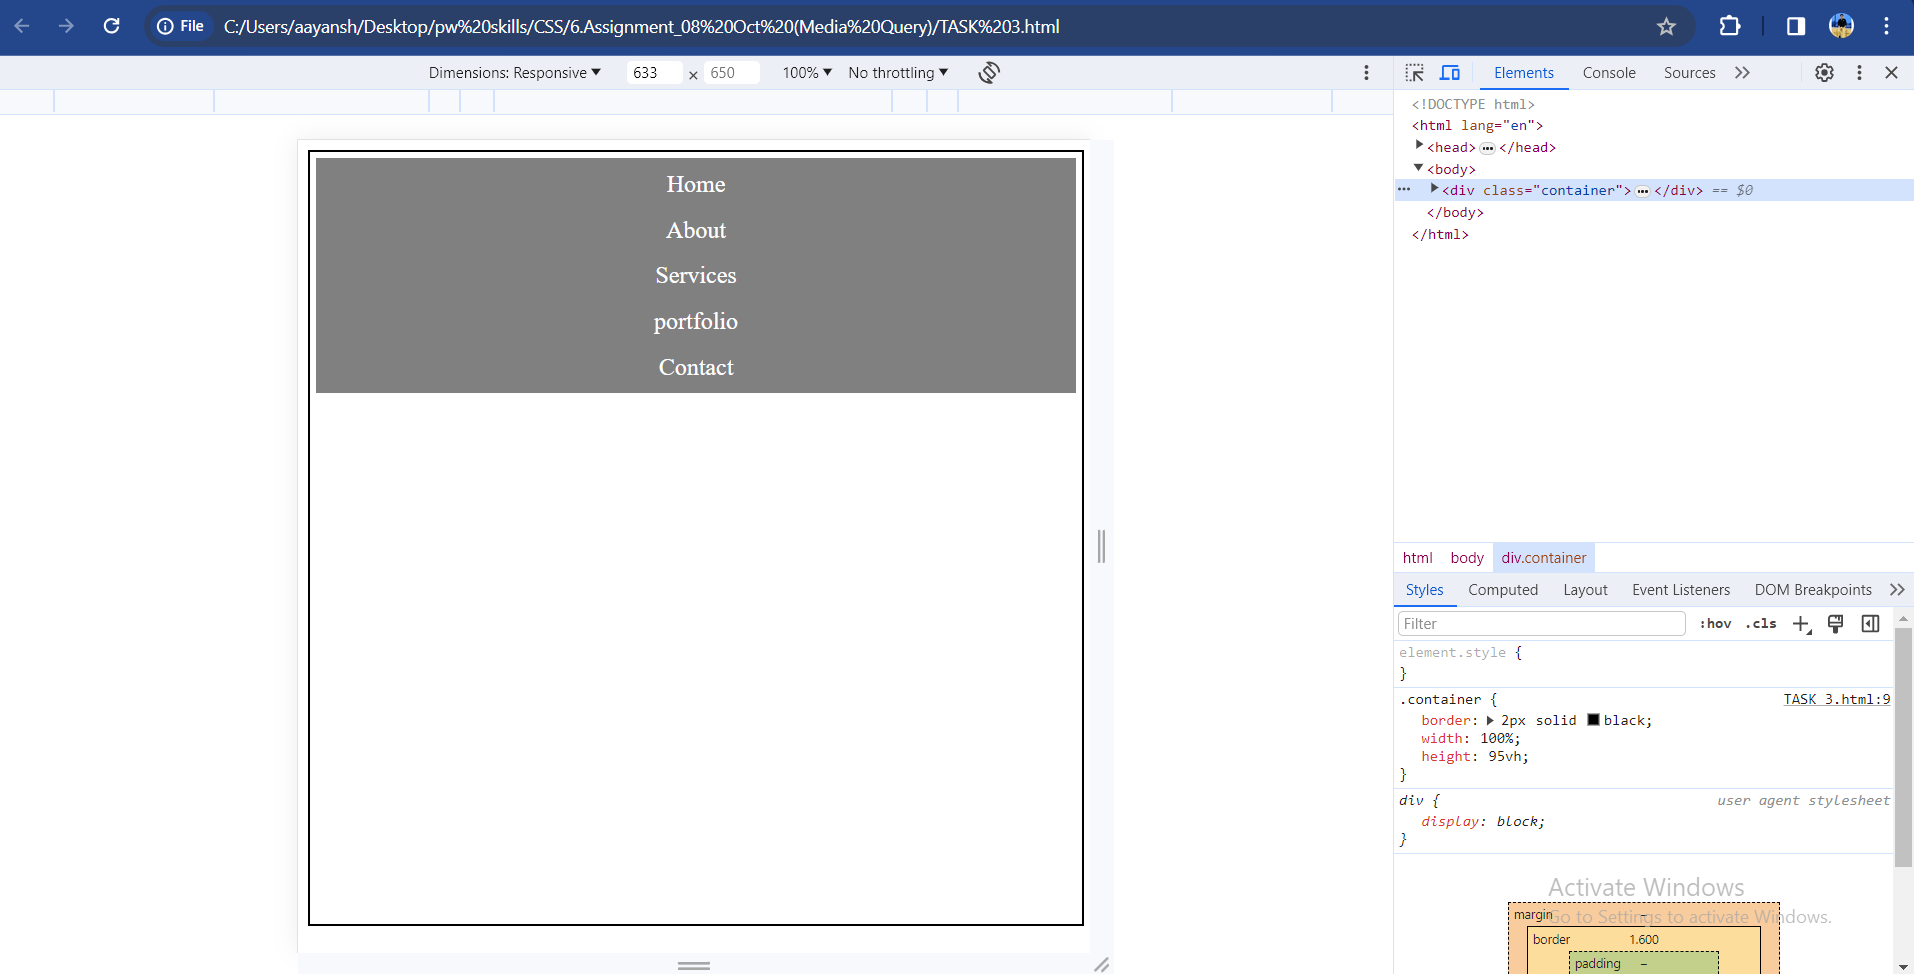 File C:/Users/aayansh/Desktop/pw%20skills/CSS/6.Assignment_08%20Oct%20(Media%20Query)/TASK%203.html
Dimensions: Responsive 633 × 650 100% No throttling
Elements Console Sources
<!DOCTYPE html>
<html lang="en">
<head> ••• </head>
<body>
••• <div class="container"> ••• </div> == $0
</body>
</html>
Home
About
Services
portfolio
Contact
html body div.container
Styles Computed Layout Event Listeners DOM Breakpoints
Filter :hov .cls
element.style {
}
.container { TASK 3.html:9
border: 2px solid black;
width: 100%;
height: 95vh;
}
div { user agent stylesheet
display: block;
}
Activate Windows
Go to Settings to activate Windows.
margin –
border 1.600
padding –